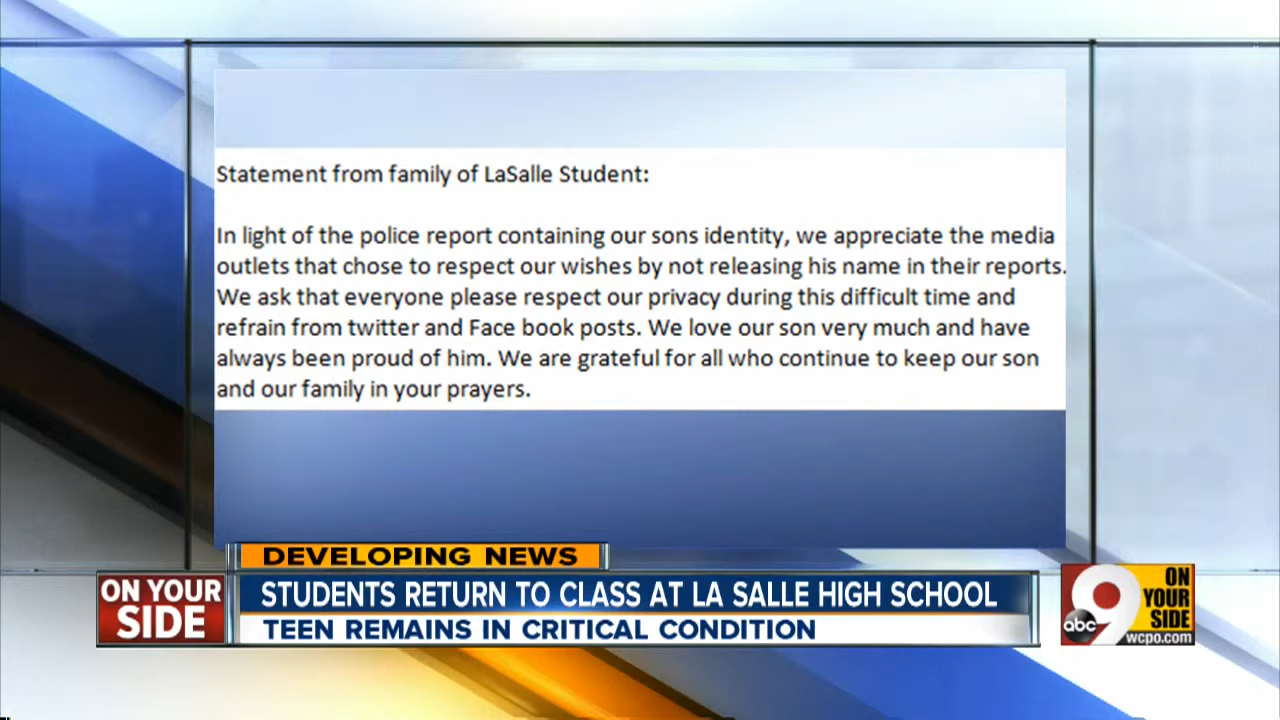 Statement from family of LaSalle Student:
In light of the police report containing our sons identity, we appreciate the media
outlets that chose to respect our wishes by not releasing his name in their reports.
We ask that everyone please respect our privacy during this difficult time and
refrain from twitter and Face book posts. We love our son very much and have
always been proud of him. We are grateful for all who continue to keep our son
and our family in your prayers.
DEVELOPING NEWS
ON YOUR
SIDE
STUDENTS RETURN TO CLASS AT LA SALLE HIGH SCHOOL
TEEN REMAINS IN CRITICAL CONDITION
abc
9
ON
YOUR
SIDE
wcpo.com